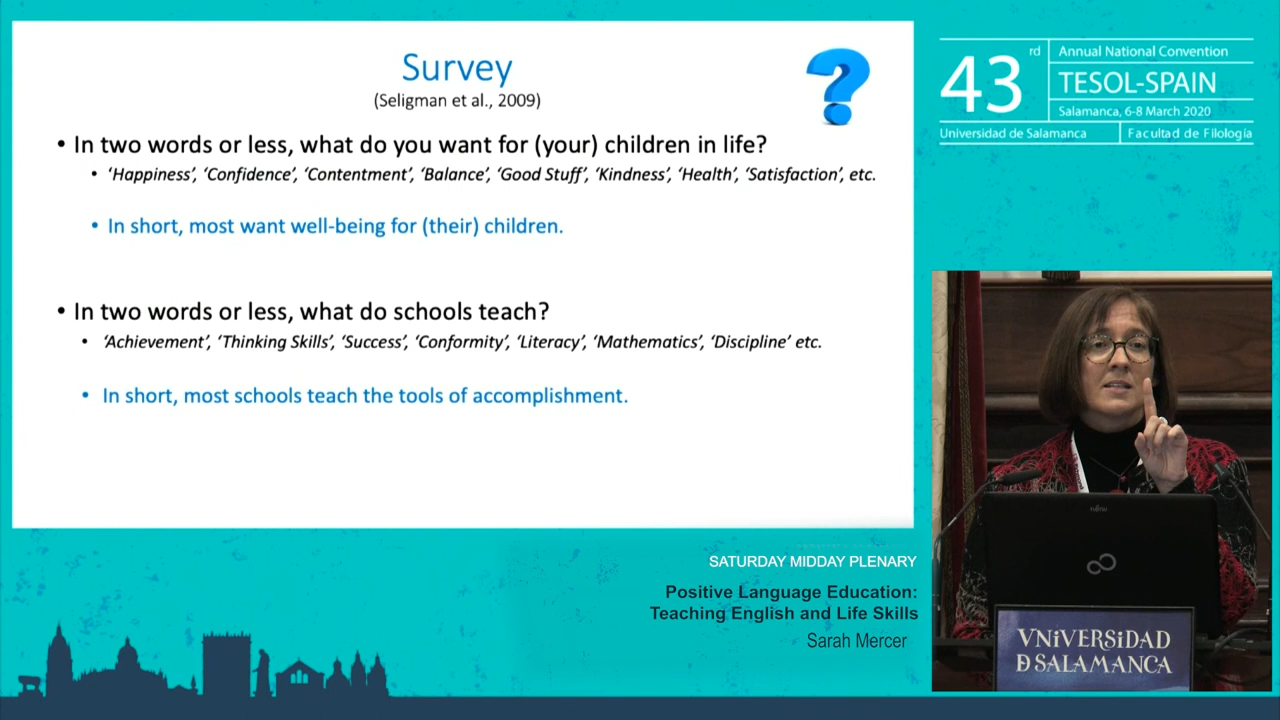 Survey
(Seligman et al., 2009)
• In two words or less, what do you want for (your) children in life?
• ‘Happiness’, ‘Confidence’, ‘Contentment’, ‘Balance’, ‘Good Stuff’, ‘Kindness’, ‘Health’, ‘Satisfaction’, etc.
• In short, most want well-being for (their) children.
• In two words or less, what do schools teach?
• ‘Achievement’, ‘Thinking Skills’, ‘Success’, ‘Conformity’, ‘Literacy’, ‘Mathematics’, ‘Discipline’ etc.
• In short, most schools teach the tools of accomplishment.
43rd
Annual National Convention
TESOL-SPAIN
Salamanca, 6-8 March 2020
Universidad de Salamanca
Facultad de Filología
SATURDAY MIDDAY PLENARY
Positive Language Education:
Teaching English and Life Skills
Sarah Mercer
FUJITSU
VNiVERSiDAD
D SALAMANCA